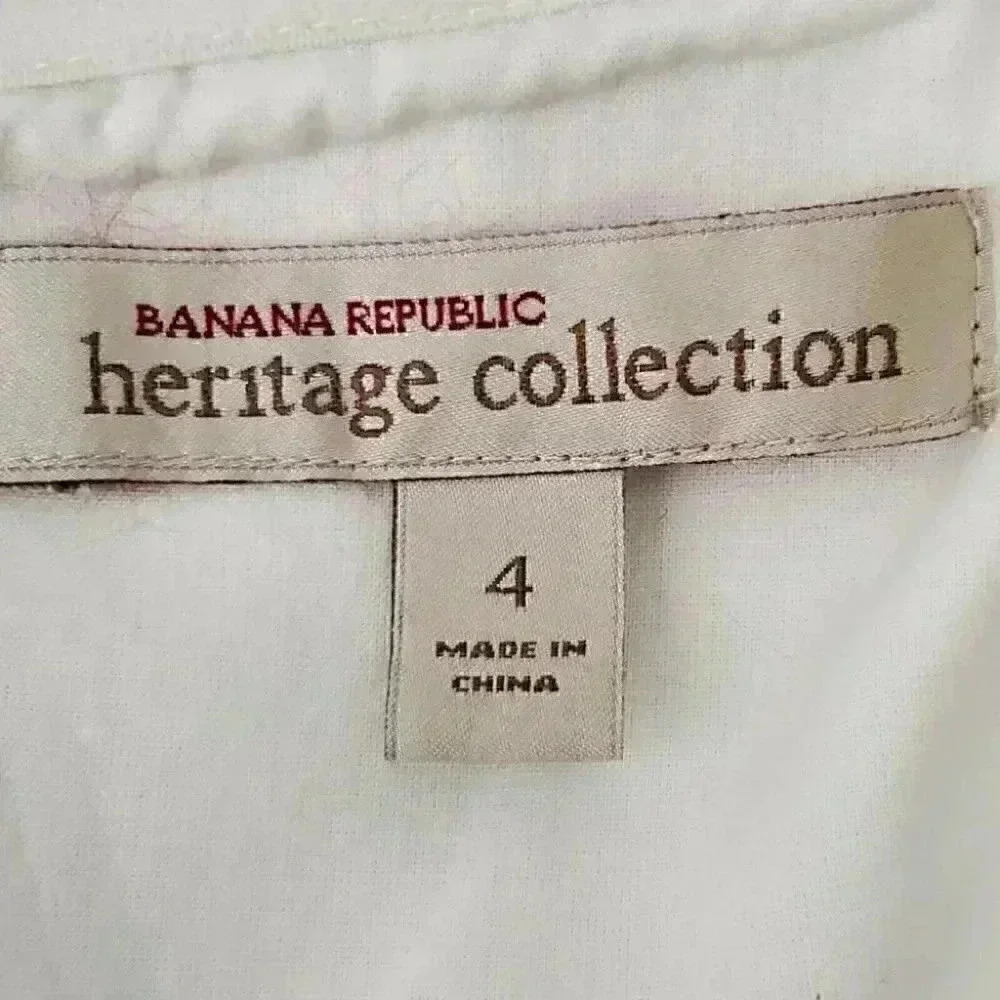 BANANA REPUBLIC
heritage collection
4
MADE IN
CHINA